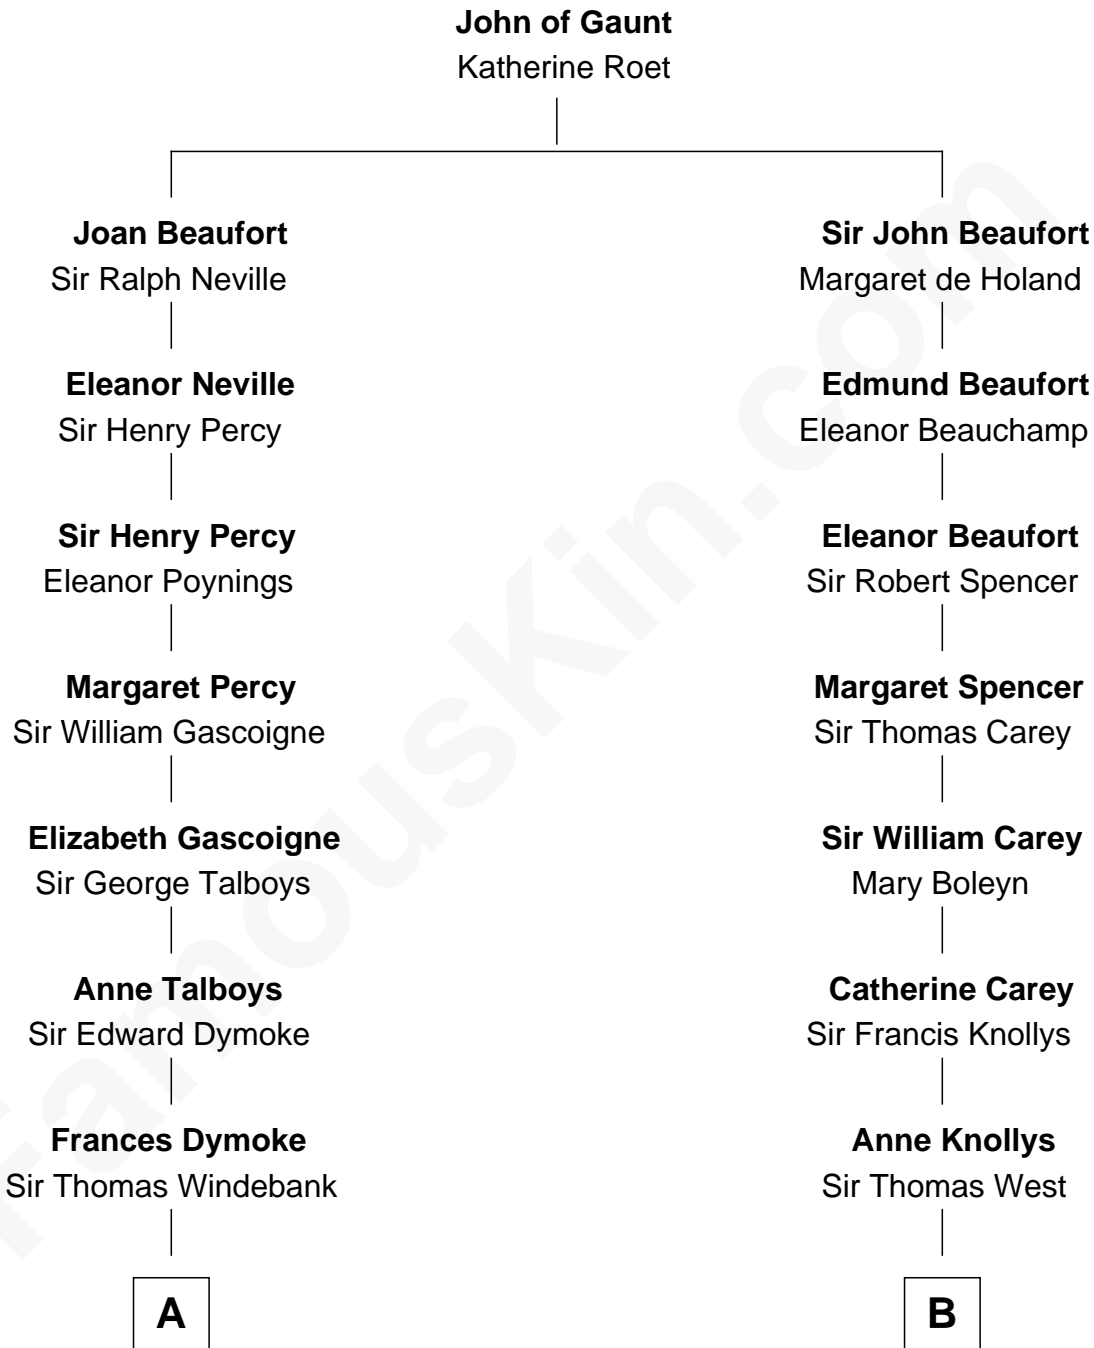 John of Gaunt
Katherine Roet
Joan Beaufort
Sir Ralph Neville
Sir John Beaufort
Margaret de Holand
Eleanor Neville
Sir Henry Percy
Edmund Beaufort
Eleanor Beauchamp
Sir Henry Percy
Eleanor Poynings
Eleanor Beaufort
Sir Robert Spencer
Margaret Percy
Sir William Gascoigne
Margaret Spencer
Sir Thomas Carey
Elizabeth Gascoigne
Sir George Talboys
Sir William Carey
Mary Boleyn
Anne Talboys
Sir Edward Dymoke
Catherine Carey
Sir Francis Knollys
Frances Dymoke
Sir Thomas Windebank
Anne Knollys
Sir Thomas West
A
B
FamousKin.com